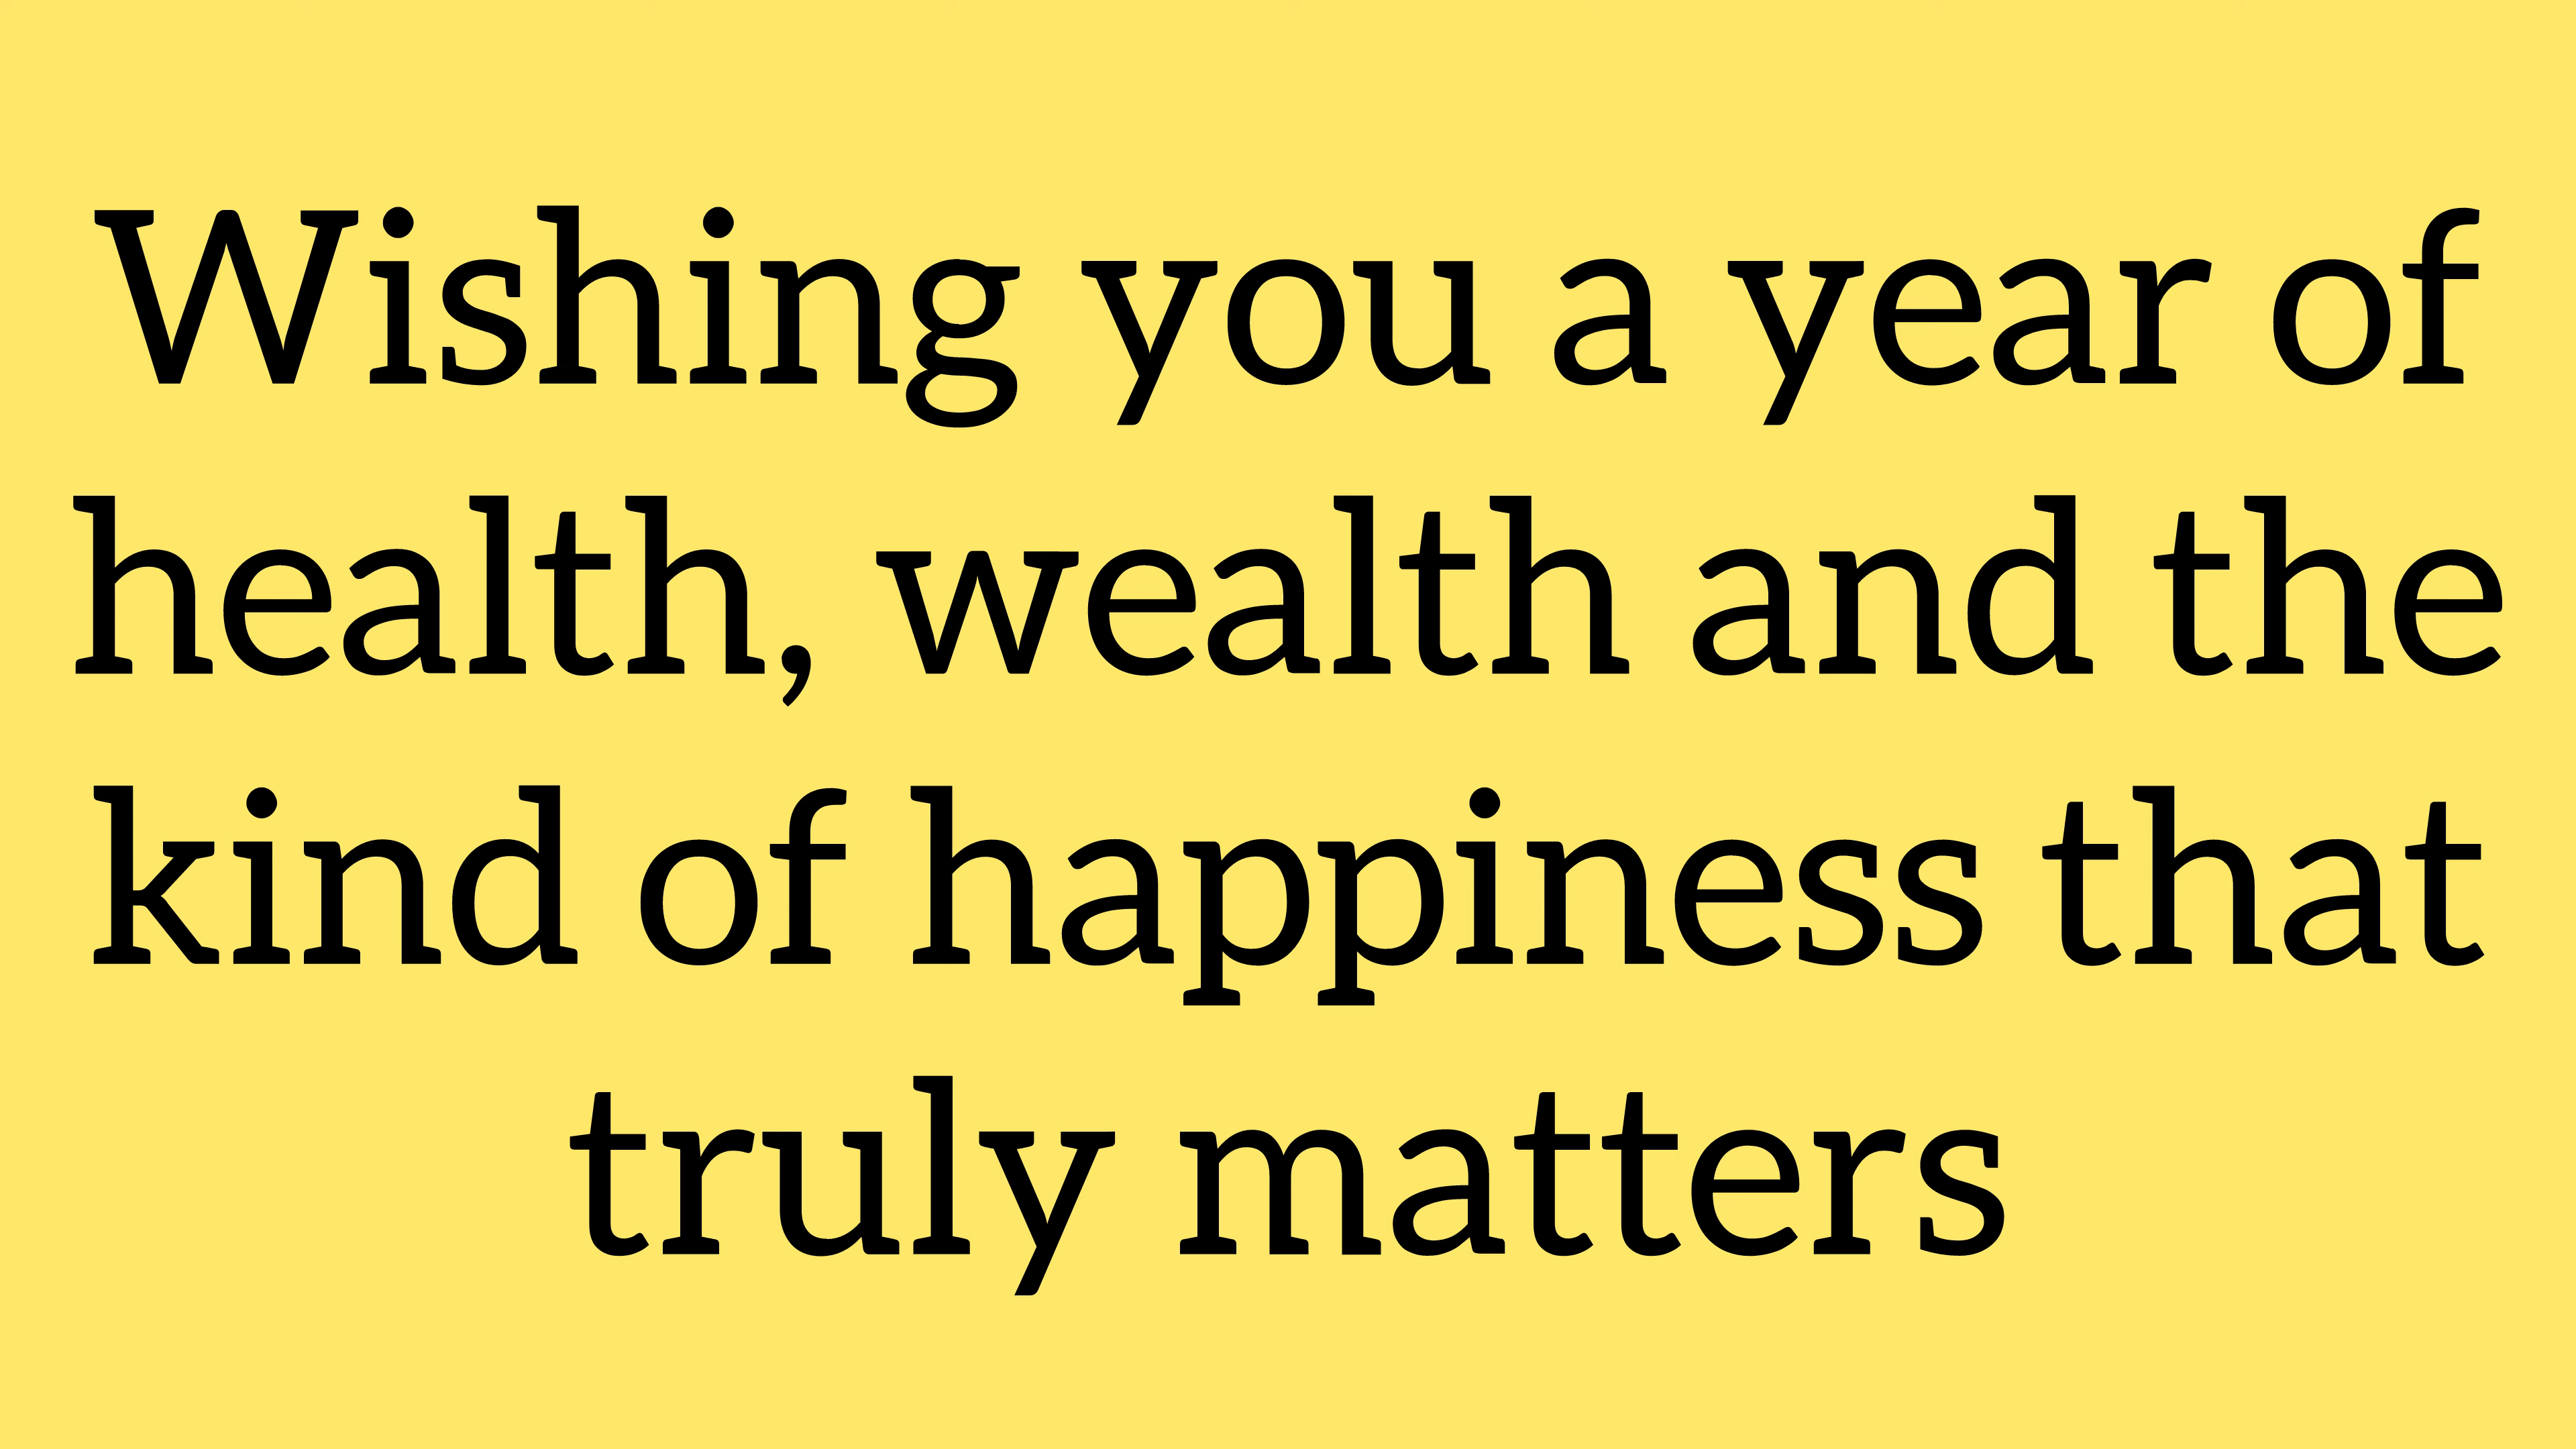 Wishing you a year of
health, wealth and the
kind of happiness that
truly matters